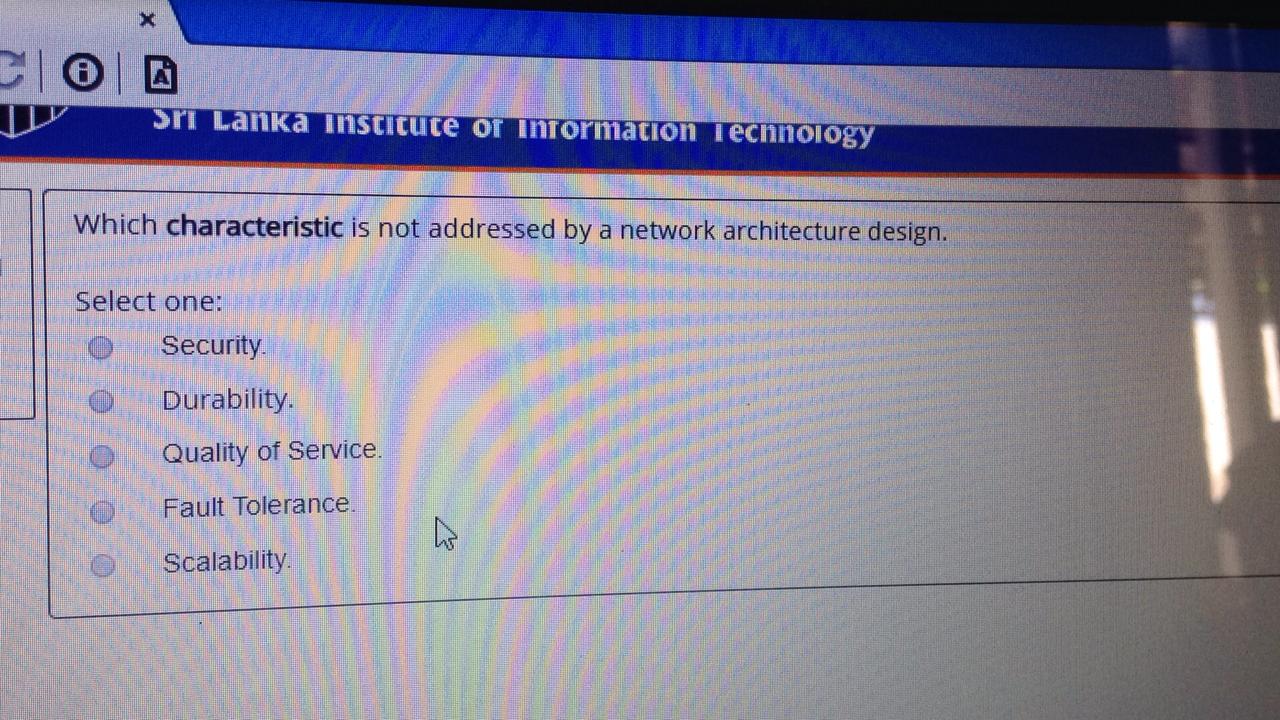 Sri Lanka Institute of Information Technology
Which characteristic is not addressed by a network architecture design.
Select one:
Security.
Durability.
Quality of Service.
Fault Tolerance.
Scalability.